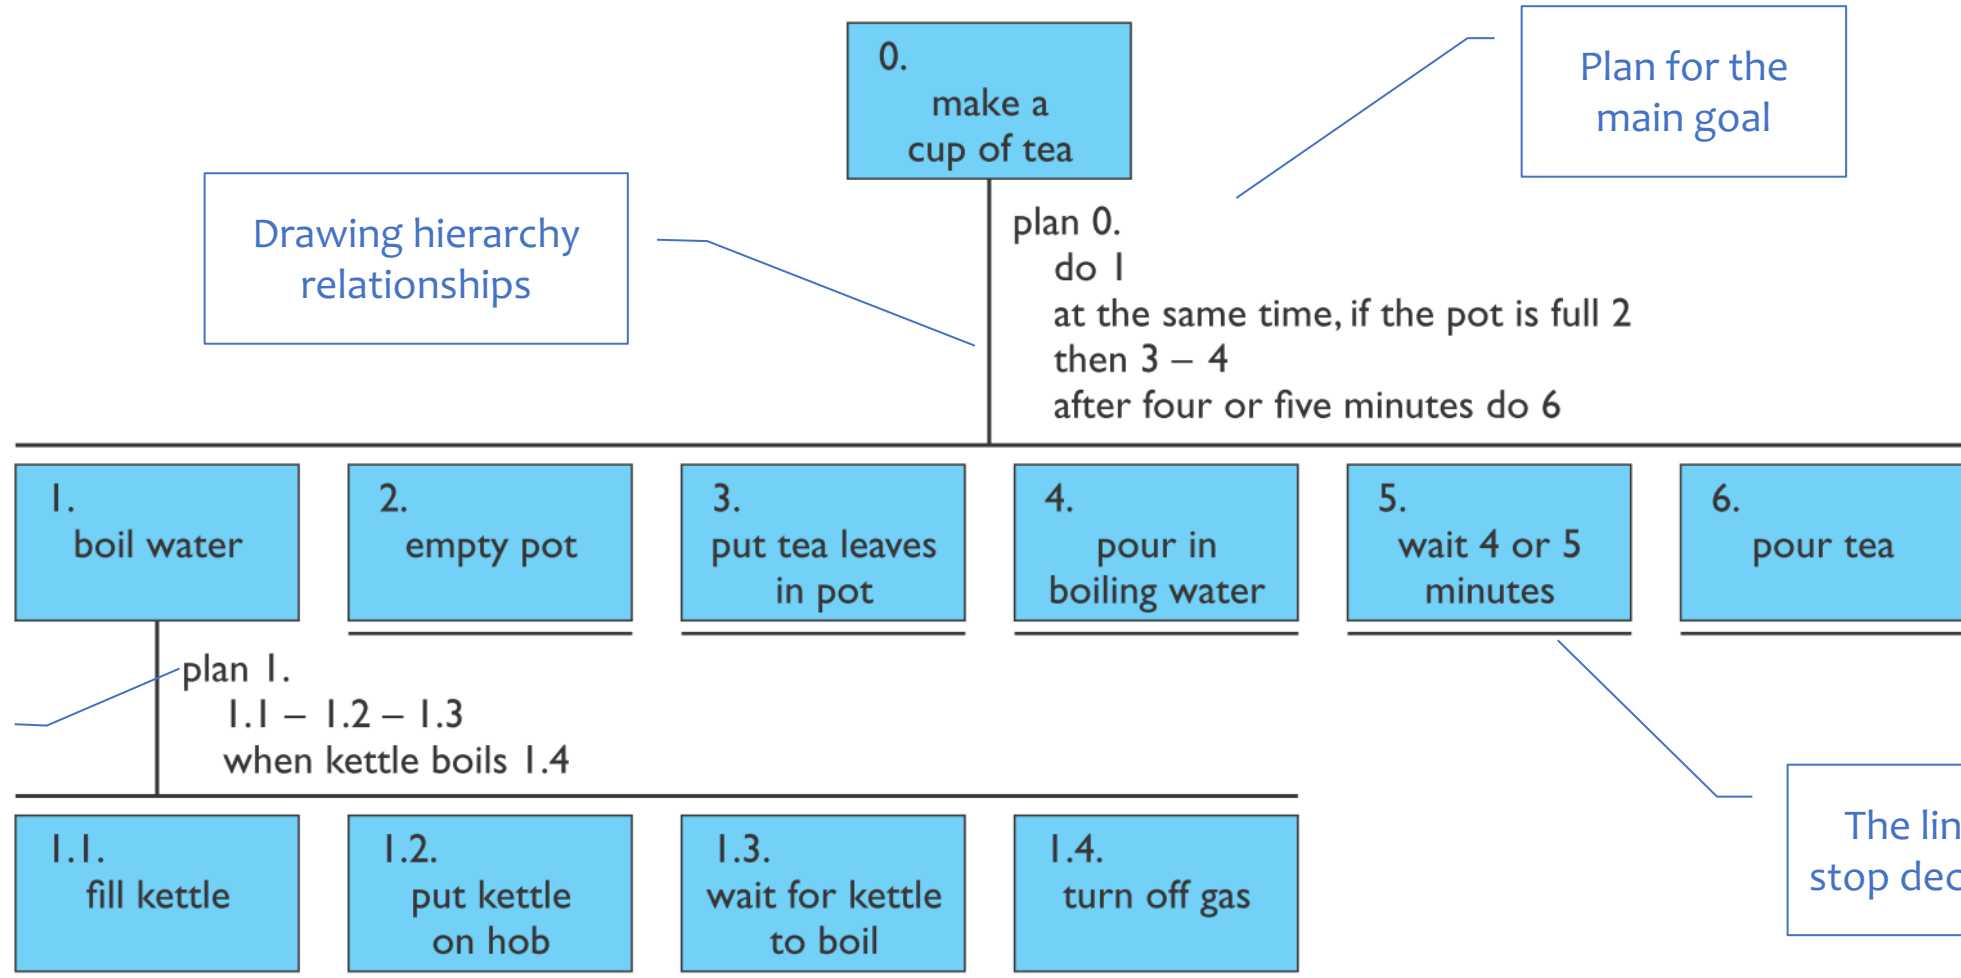 0.
make a
cup of tea
Plan for the
main goal
Drawing hierarchy
relationships
plan 0.
do 1
at the same time, if the pot is full 2
then 3 – 4
after four or five minutes do 6
1.
boil water
2.
empty pot
3.
put tea leaves
in pot
4.
pour in
boiling water
5.
wait 4 or 5
minutes
6.
pour tea
plan 1.
1.1 – 1.2 – 1.3
when kettle boils 1.4
1.1.
fill kettle
1.2.
put kettle
on hob
1.3.
wait for kettle
to boil
1.4.
turn off gas
The
stop